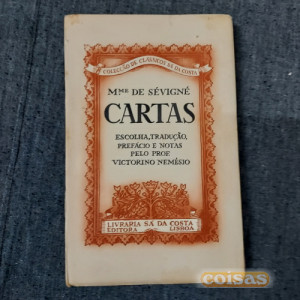 COLLECÇÃO DE CLÁSSICOS SÁ DA COSTA
MME DE SÉVIGNÉ
CARTAS
ESCOLHA, TRADUÇÃO,
PREFÁCIO E NOTAS
PELO PROF.
VICTORINO NEMÉSIO
LIVRARIA SÁ DA COSTA
EDITORA LISBOA
coisas